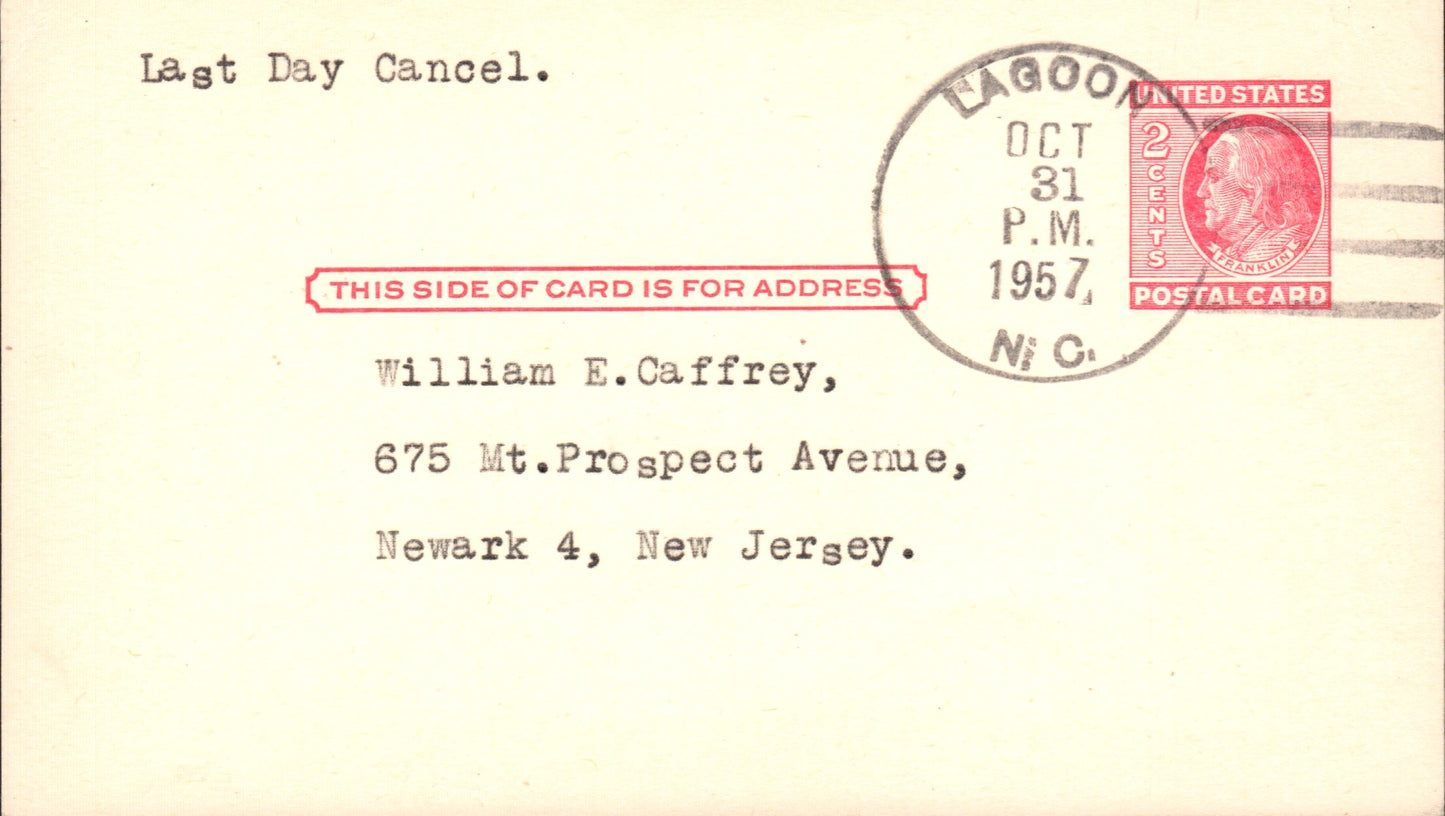 Last Day Cancel.
LAGOON
OCT
31
P.M.
1957
N. C.
UNITED STATES
2
CENTS
FRANKLIN
POSTAL CARD
THIS SIDE OF CARD IS FOR ADDRESS
William E.Caffrey,
675 Mt.Prospect Avenue,
Newark 4, New Jersey.